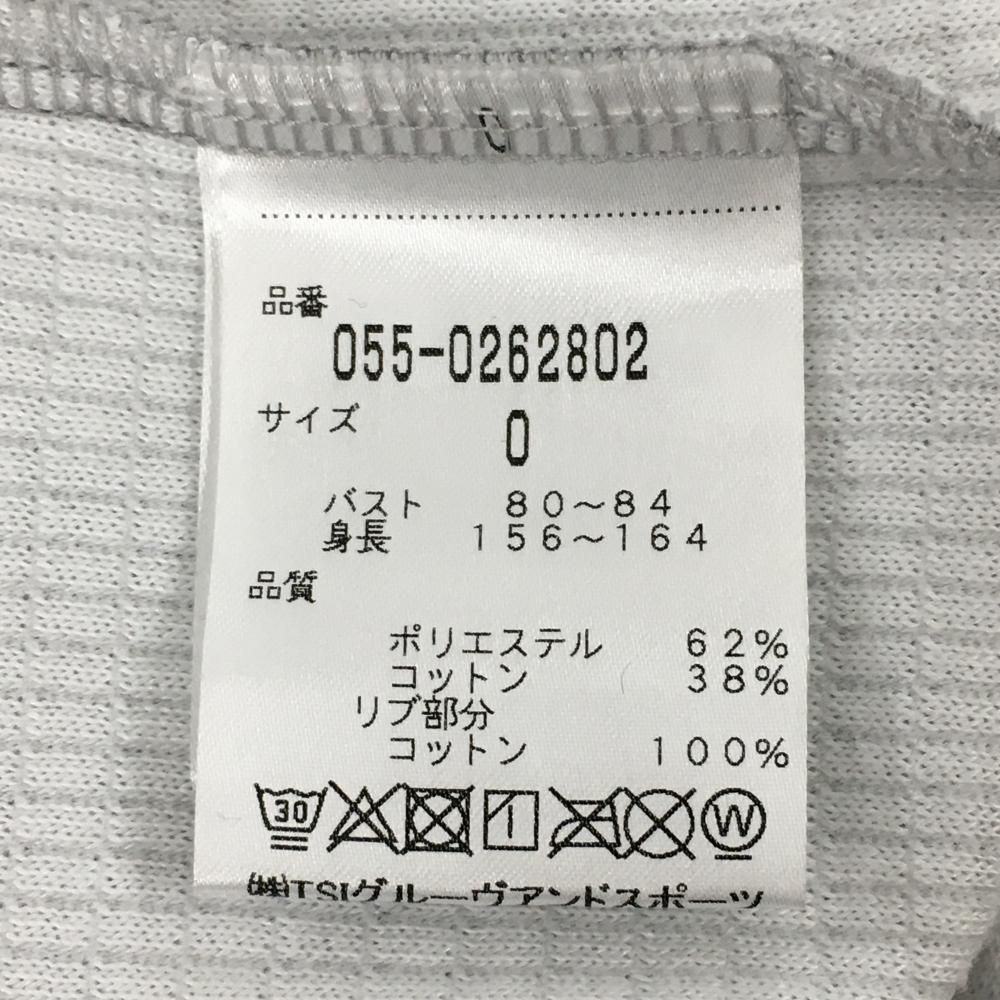 品番
055-0262802
サイズ
0
バスト 80～84
身長 156～164
品質
ポリエステル 62%
コットン 38%
リブ部分
コットン 100%
30 W
㈱TSIグルーヴアンドスポーツ